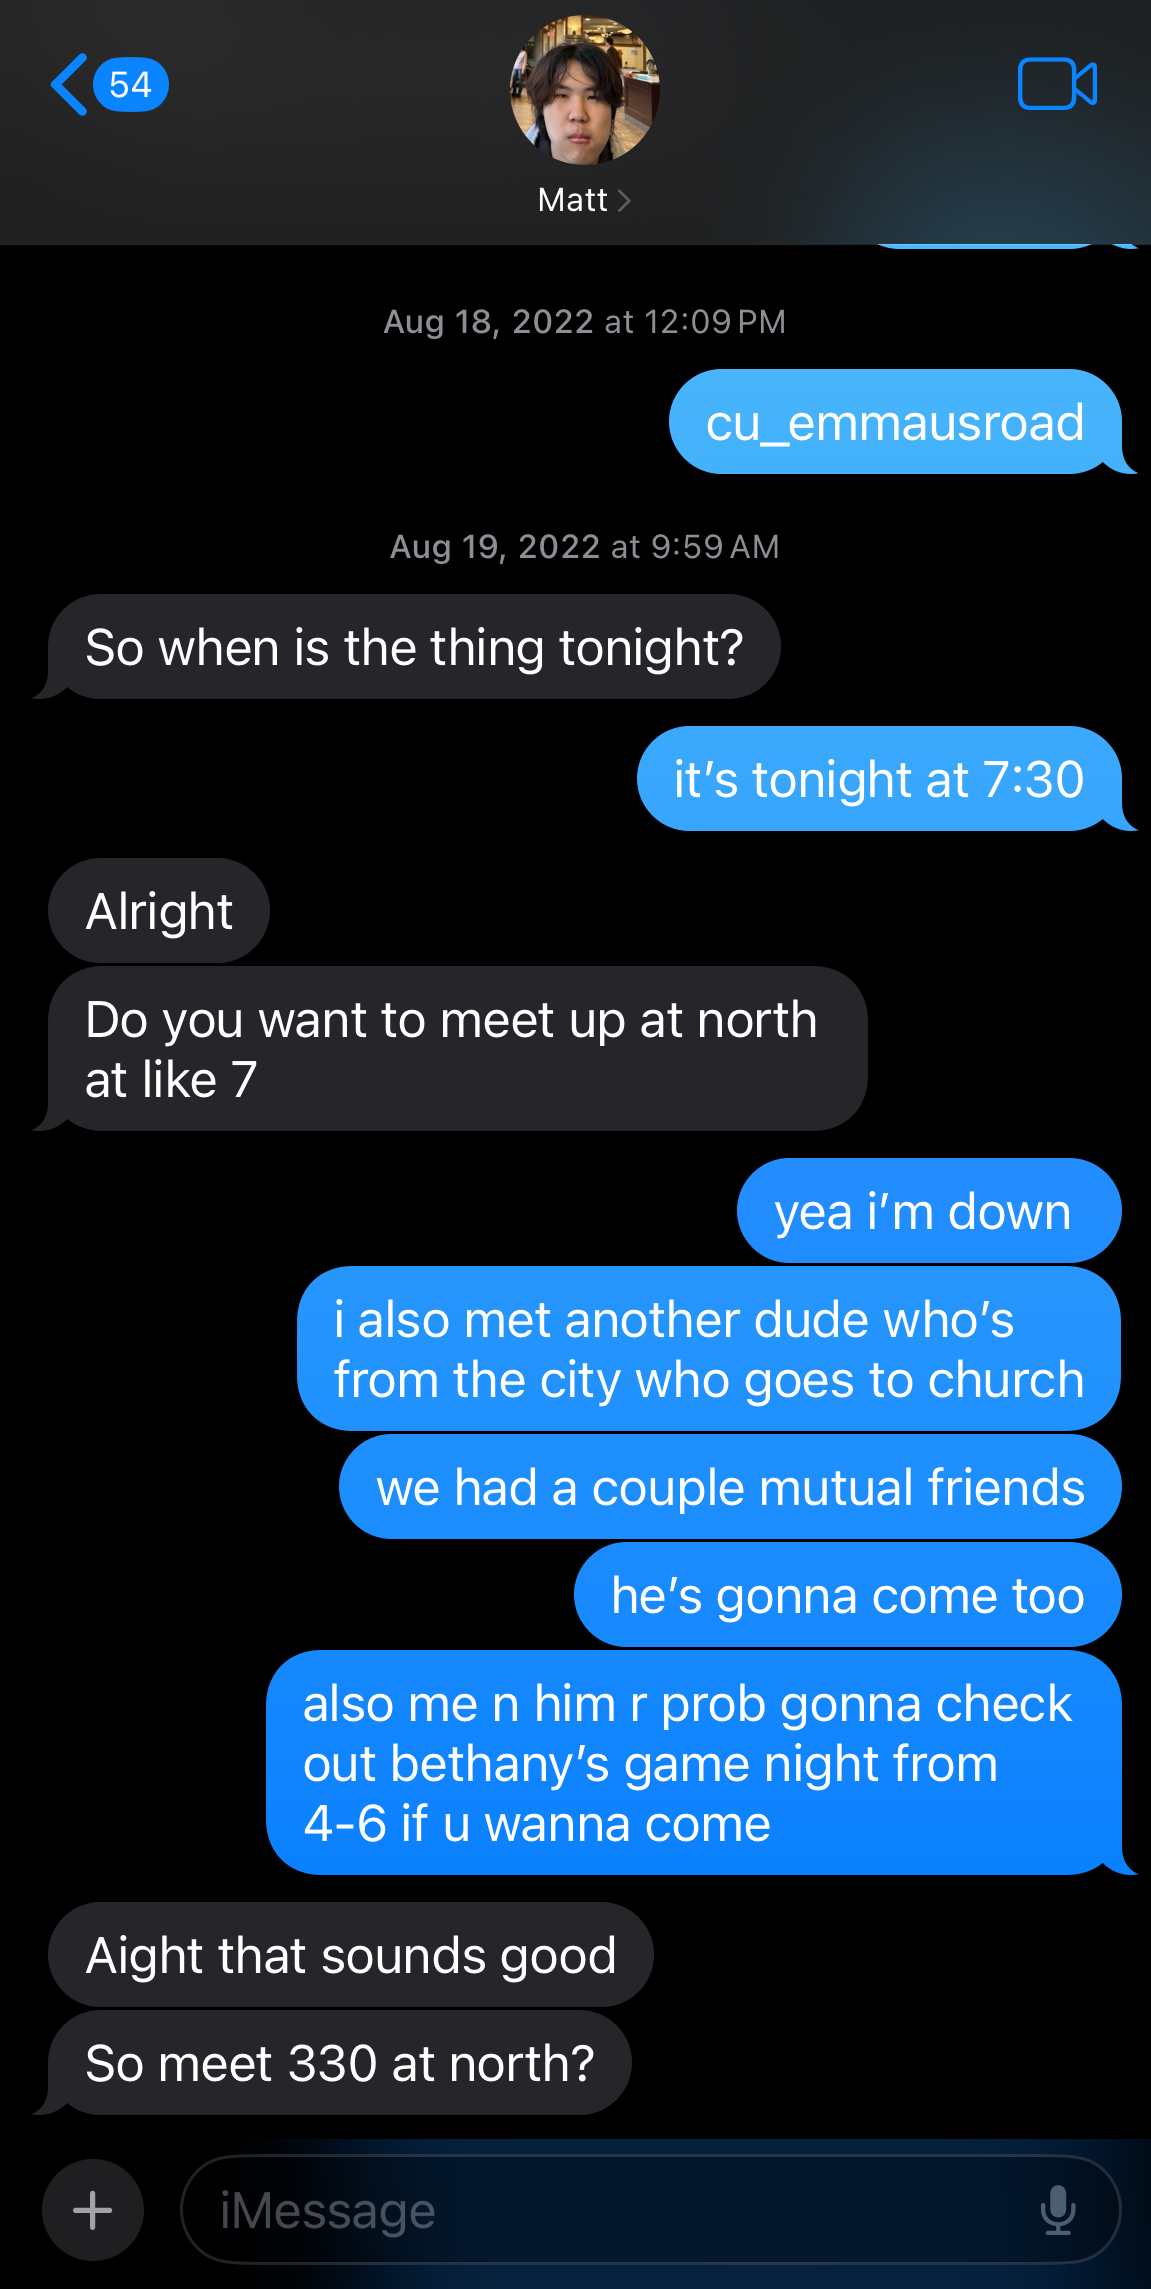 54
Matt
Aug 18, 2022 at 12:09 PM
cu_emmausroad
Aug 19, 2022 at 9:59 AM
So when is the thing tonight?
it’s tonight at 7:30
Alright
Do you want to meet up at north
at like 7
yea i’m down
i also met another dude who’s
from the city who goes to church
we had a couple mutual friends
he’s gonna come too
also me n him r prob gonna check
out bethany’s game night from
4-6 if u wanna come
Aight that sounds good
So meet 330 at north?
iMessage